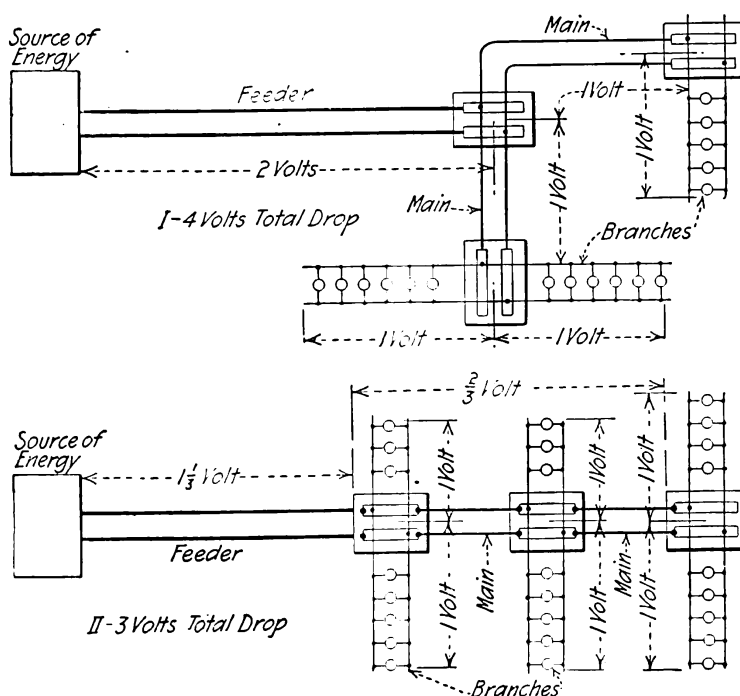 Source of
Energy
Feeder
Main
1 Volt
1 Volt
2 Volts
1 Volt
Main
I-4 Volts Total Drop
Branches
1 Volt
1 Volt
2/3 Volt
Source of
Energy
1 1/3 Volt
1 Volt
1 Volt
1 Volt
Feeder
Main
Main
1 Volt
1 Volt
1 Volt
II-3 Volts Total Drop
Branches